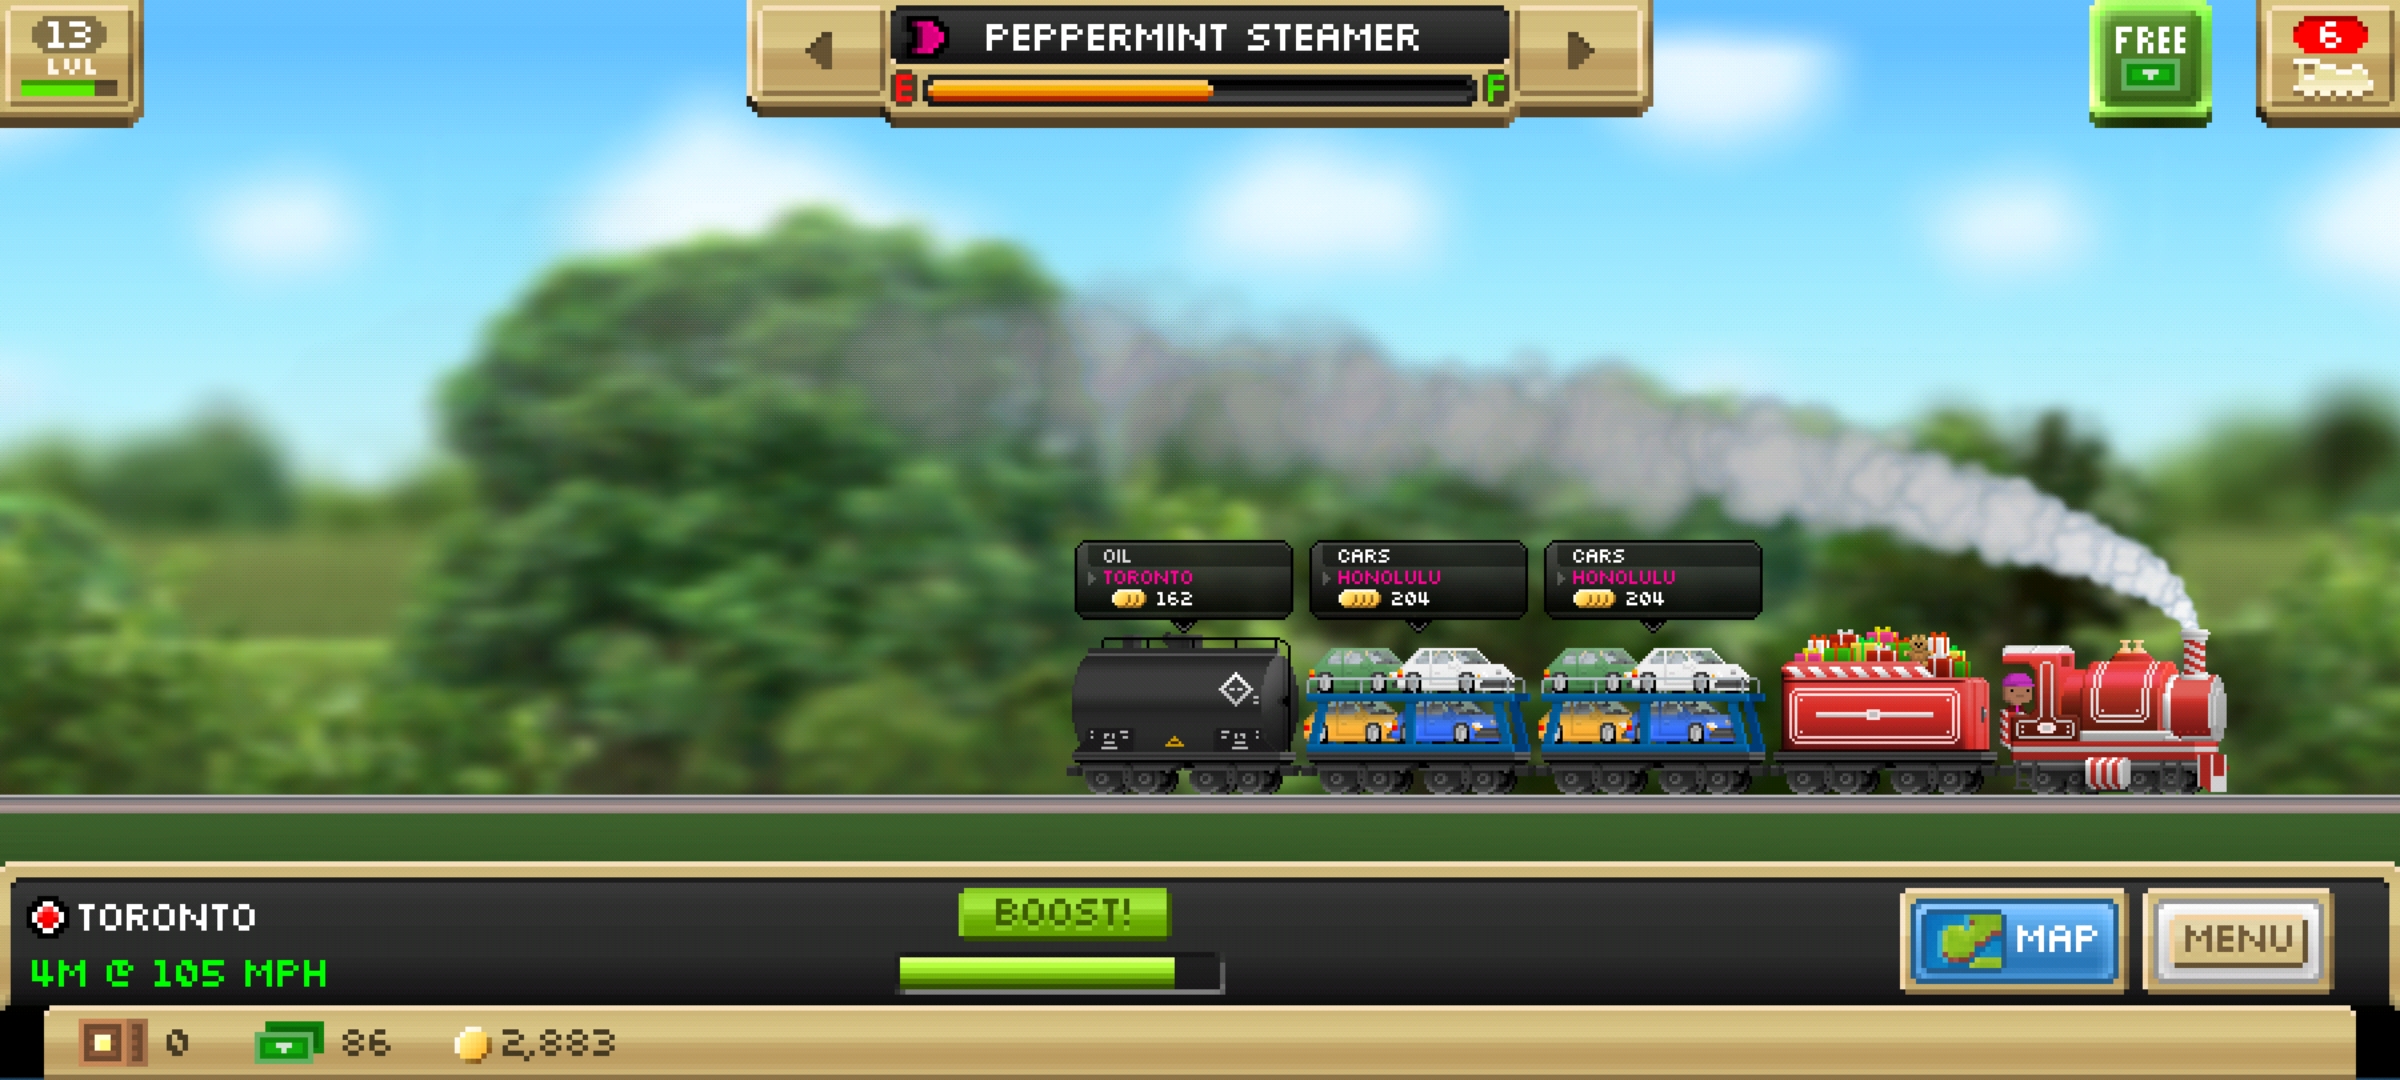 13
LVL
PEPPERMINT STEAMER
E F
FREE
6
OIL
TORONTO
162
CARS
HONOLULU
204
CARS
HONOLULU
204
TORONTO
4M @ 105 MPH
BOOST!
MAP
MENU
0 86 2,883